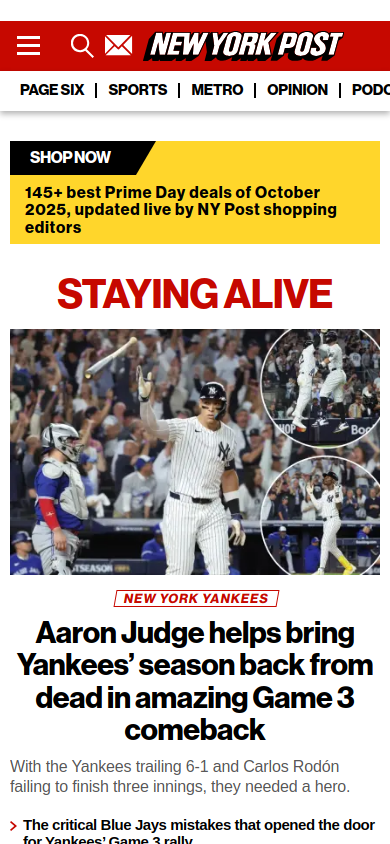 NEW YORK POST
PAGE SIX
SPORTS
METRO
OPINION
PODC
SHOP NOW
145+ best Prime Day deals of October
2025, updated live by NY Post shopping
editors
STAYING ALIVE
NEW YORK YANKEES
Aaron Judge helps bring
Yankees’ season back from
dead in amazing Game 3
comeback
With the Yankees trailing 6-1 and Carlos Rodón
failing to finish three innings, they needed a hero.
The critical Blue Jays mistakes that opened the door
for Yankees’ Game 3 rally